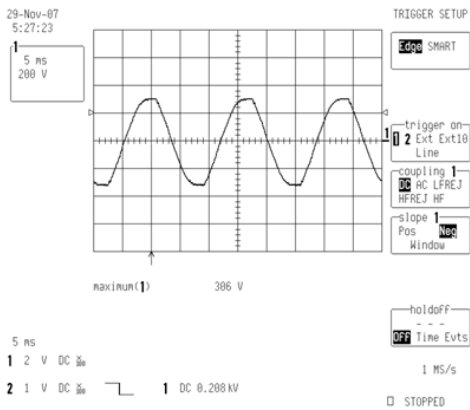 29-Nov-07
5:27:23
TRIGGER SETUP
1
5 ms
200 V
Edge SMART
1
trigger on
1 2 Ext Ext10
Line
coupling 1
DC AC LFREJ
HFREJ HF
slope 1
Pos Neg
Window
maximum(1) 306 V
holdoff
- - -
OFF Time Evts
5 ms
1 2 V DC
2 1 V DC
1 DC 0.208 kV
1 MS/s
STOPPED